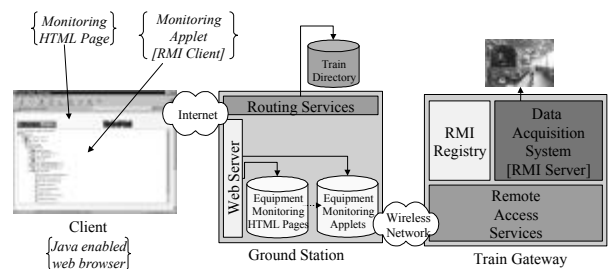 Monitoring
HTML Page
Monitoring
Applet
[RMI Client]
Train
Directory
Internet
Routing Services
Web Server
Equipment
Monitoring
HTML Pages
Equipment
Monitoring
Applets
Wireless
Network
RMI
Registry
Data
Acquisition
System
[RMI Server]
Remote
Access
Services
Client
Java enabled
web browser
Ground Station
Train Gateway